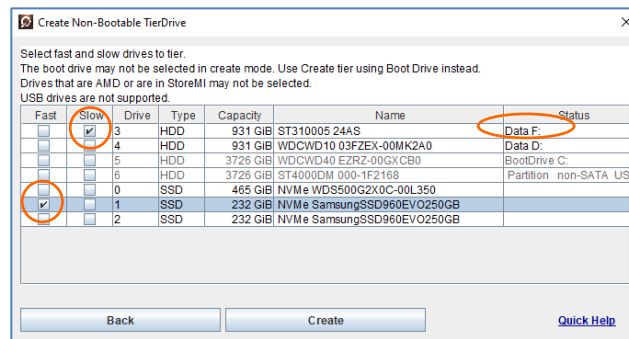 Create Non-Bootable TierDrive
Select fast and slow drives to tier.
The boot drive may not be selected in create mode. Use Create tier using Boot Drive instead.
Drives that are AMD or are in StoreMI may not be selected.
USB drives are not supported.
Fast Slow Drive Type Capacity Name Status
3 HDD 931 GiB ST310005 24AS Data F:
4 HDD 931 GiB WDCWD10 03FZEX-00MK2A0 Data D:
5 HDD 3726 GiB WDCWD40 EZRZ-00GXCB0 BootDrive C:
6 HDD 3726 GiB ST4000DM 000-1F2168 Partition non-SATA US
0 SSD 465 GiB NVMe WDS500G2X0C-00L350
1 SSD 232 GiB NVMe SamsungSSD960EVO250GB
2 SSD 232 GiB NVMe SamsungSSD960EVO250GB
Back Create Quick Help